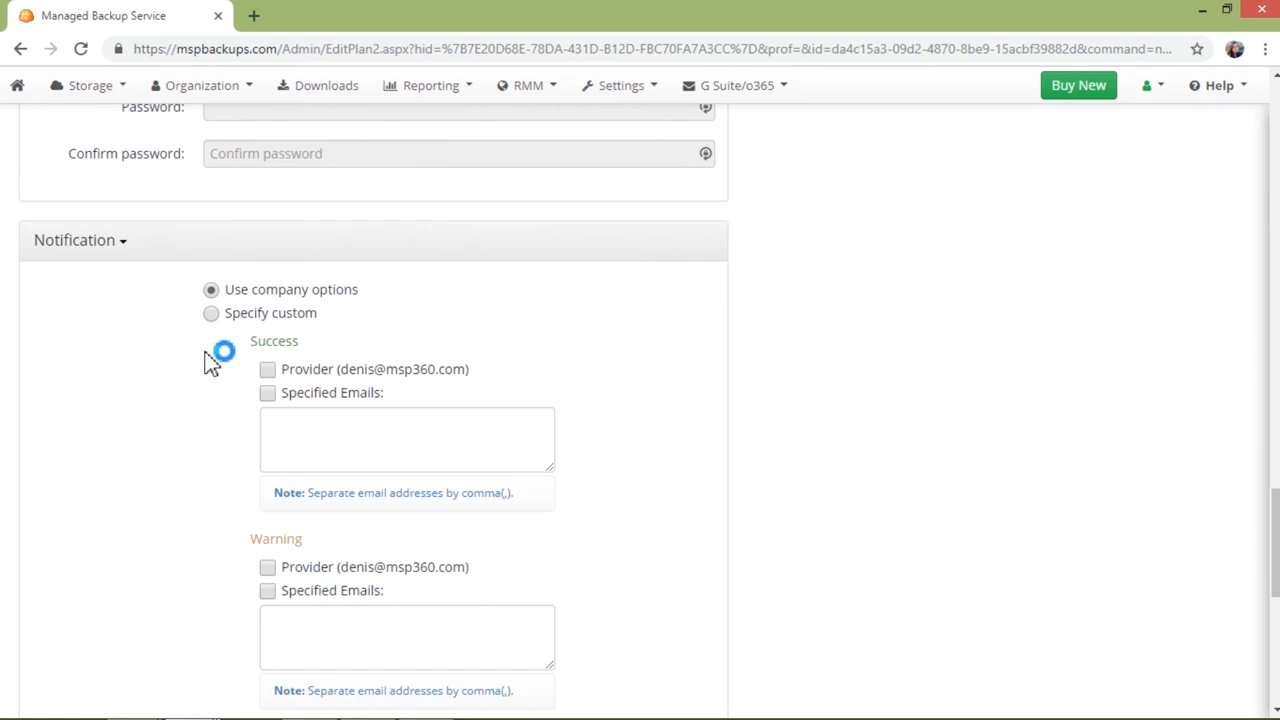 Managed Backup Service
https://mspbackups.com/Admin/EditPlan2.aspx?hid=%7B7E20D68E-78DA-431D-B12D-FBC70FA7A3CC%7D&prof=&id=da4c15a3-09d2-4870-8be9-15acbf39882d&command=n...
Storage Organization Downloads Reporting RMM Settings G Suite/o365 Buy New Help
Password:
Confirm password: Confirm password
Notification
Use company options
Specify custom
Success
Provider (denis@msp360.com)
Specified Emails:
Note: Separate email addresses by comma(,).
Warning
Provider (denis@msp360.com)
Specified Emails:
Note: Separate email addresses by comma(,).